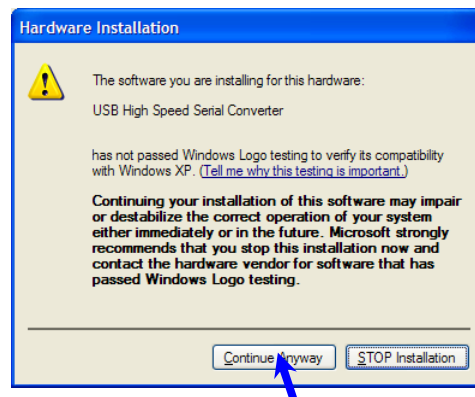 Hardware Installation
The software you are installing for this hardware:
USB High Speed Serial Converter
has not passed Windows Logo testing to verify its compatibility
with Windows XP. (Tell me why this testing is important.)
Continuing your installation of this software may impair
or destabilize the correct operation of your system
either immediately or in the future. Microsoft strongly
recommends that you stop this installation now and
contact the hardware vendor for software that has
passed Windows Logo testing.
Continue Anyway
STOP Installation